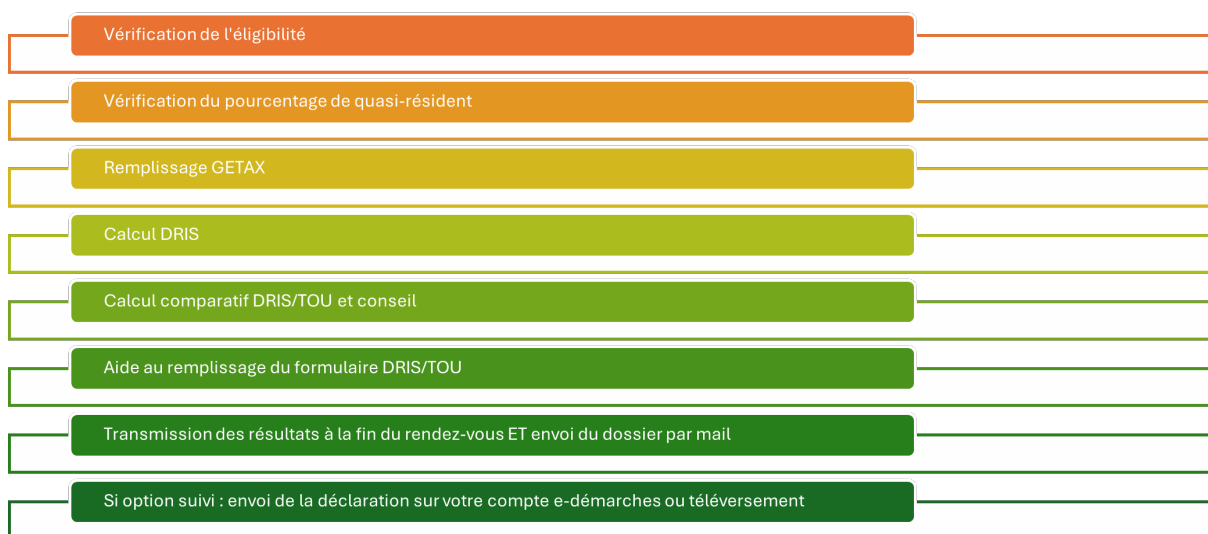 Vérification de l'éligibilité
Vérification du pourcentage de quasi-résident
Remplissage GETAX
Calcul DRIS
Calcul comparatif DRIS/TOU et conseil
Aide au remplissage du formulaire DRIS/TOU
Transmission des résultats à la fin du rendez-vous ET envoi du dossier par mail
Si option suivi : envoi de la déclaration sur votre compte e-démarches ou téléversement